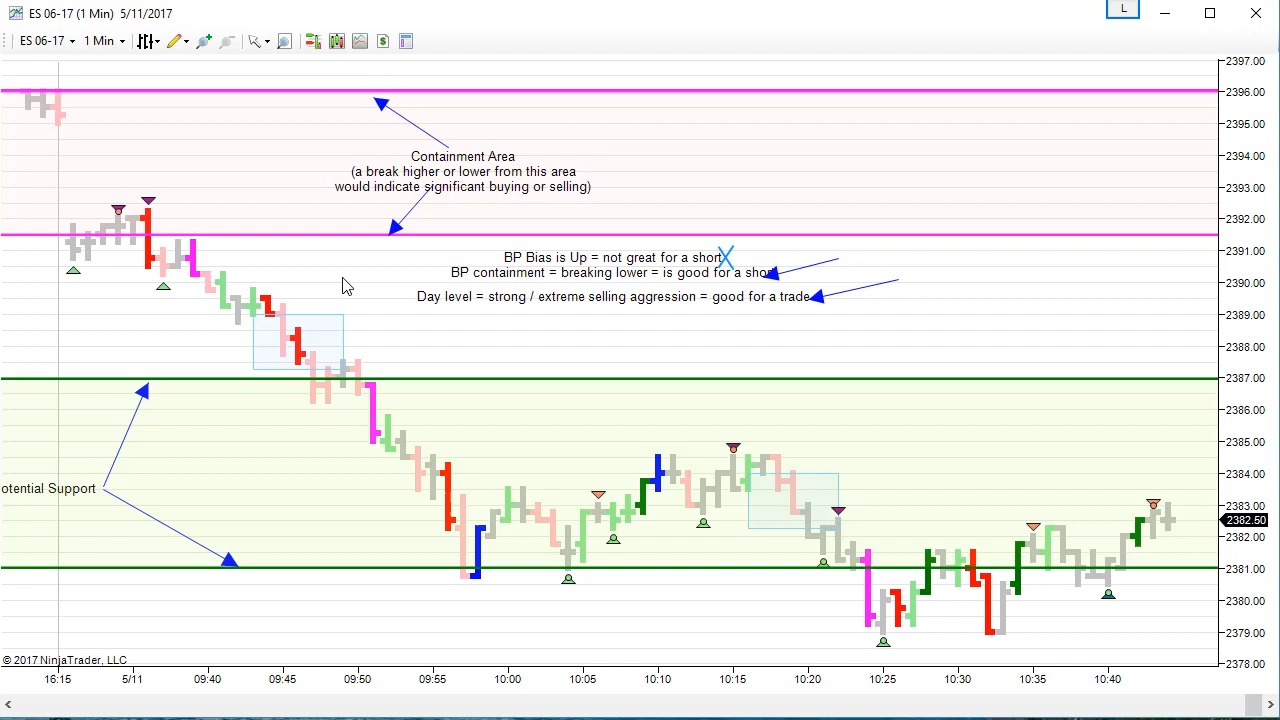 ES 06-17 (1 Min) 5/11/2017
L
ES 06-17 1 Min
2397.00
2396.00
2395.00
2394.00
2393.00
2392.00
2391.00
2390.00
2389.00
2388.00
2387.00
2386.00
2385.00
2384.00
2383.00
2382.50
2382.00
2381.00
2380.00
2379.00
2378.00
Containment Area
(a break higher or lower from this area
would indicate significant buying or selling)
BP Bias is Up = not great for a short
BP containment = breaking lower = is good for a short
Day level = strong / extreme selling aggression = good for a trade
otential Support
© 2017 NinjaTrader, LLC
16:15 5/11 09:40 09:45 09:50 09:55 10:00 10:05 10:10 10:15 10:20 10:25 10:30 10:35 10:40